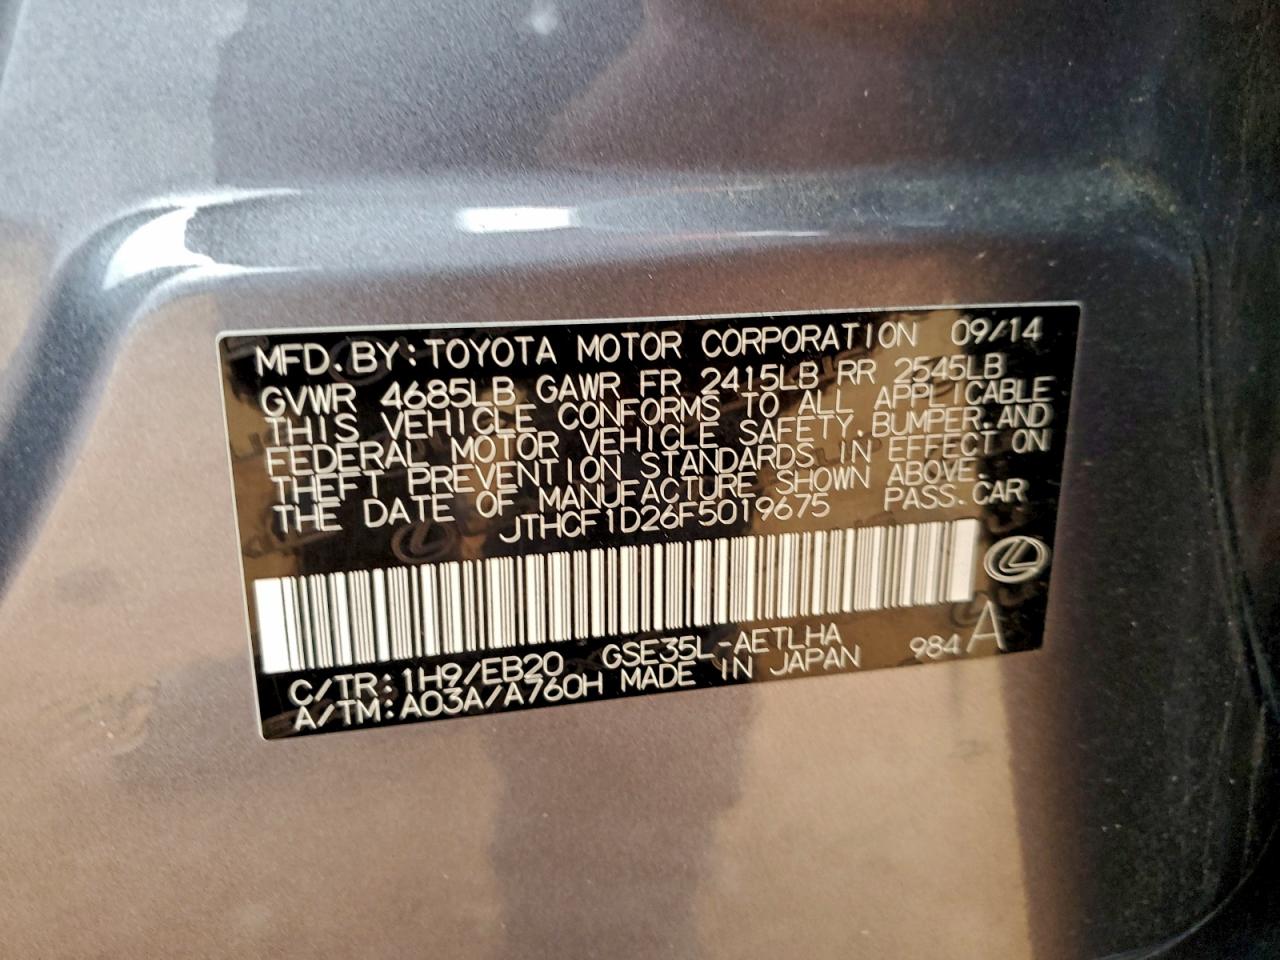 MFD. BY: TOYOTA MOTOR CORPORATION 09/14
GVWR 4685LB GAWR FR 2415LB RR 2545LB
THIS VEHICLE CONFORMS TO ALL APPLICABLE
FEDERAL MOTOR VEHICLE SAFETY, BUMPER, AND
THEFT PREVENTION STANDARDS IN EFFECT ON
THE DATE OF MANUFACTURE SHOWN ABOVE.
JTHCF1D26F5019675 PASS. CAR
C/TR: 1H9/EB20 GSE35L-AETLHA 984 A
A/TM: A03A/A760H MADE IN JAPAN